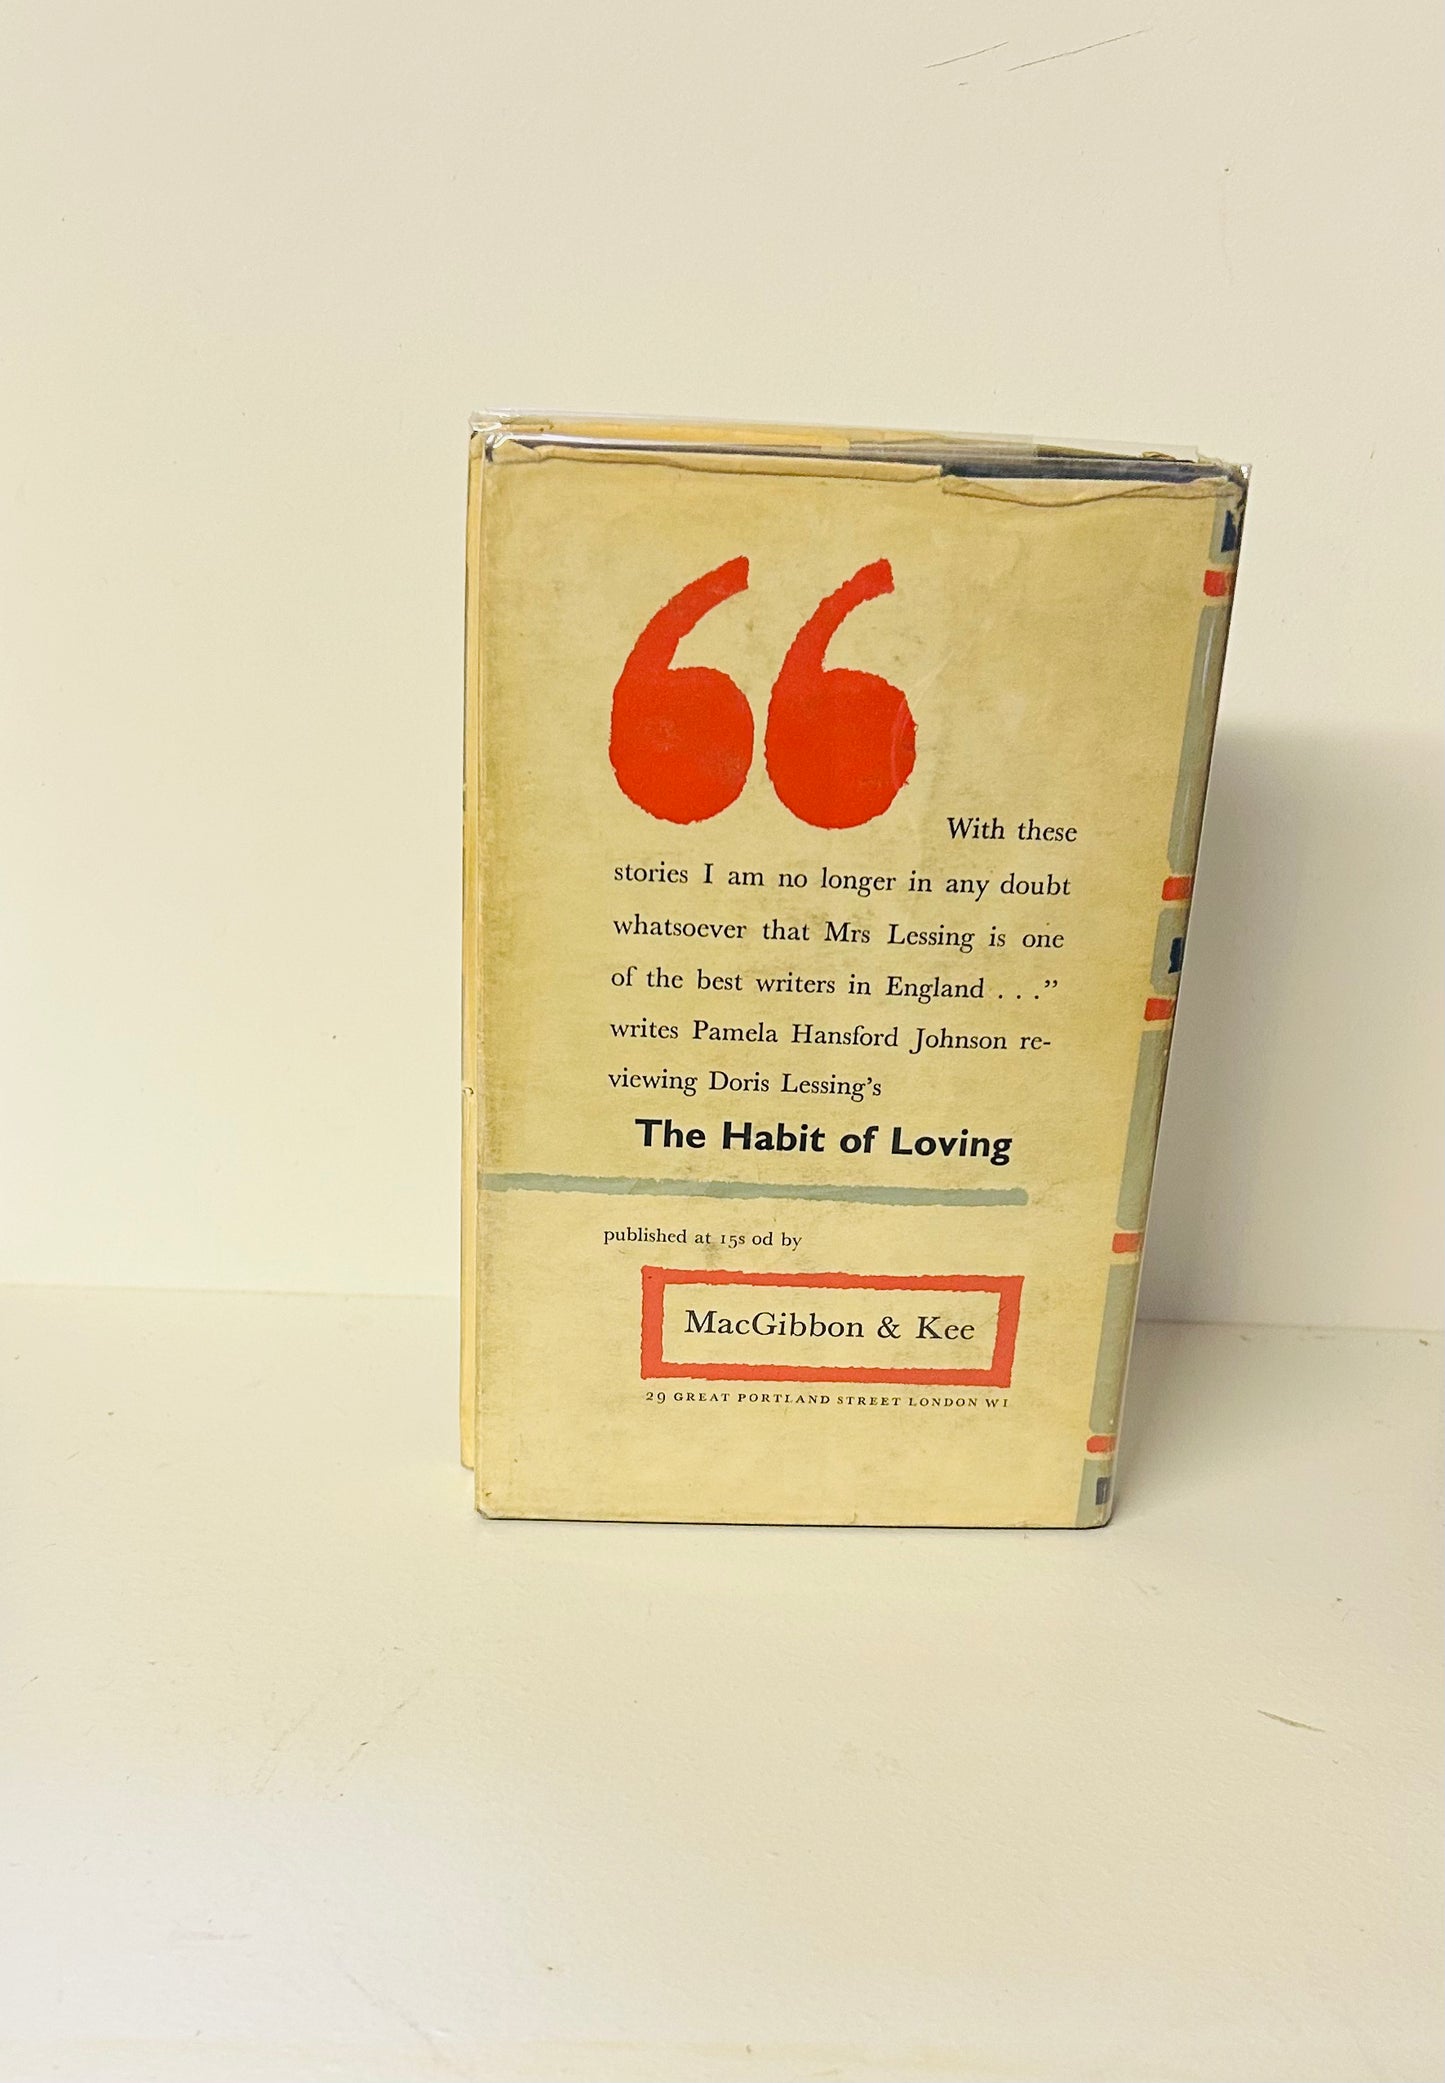 “ With these
stories I am no longer in any doubt
whatsoever that Mrs Lessing is one
of the best writers in England . . .”
writes Pamela Hansford Johnson re-
viewing Doris Lessing’s
The Habit of Loving
published at 15s od by
MacGibbon & Kee
29 GREAT PORTLAND STREET LONDON W1